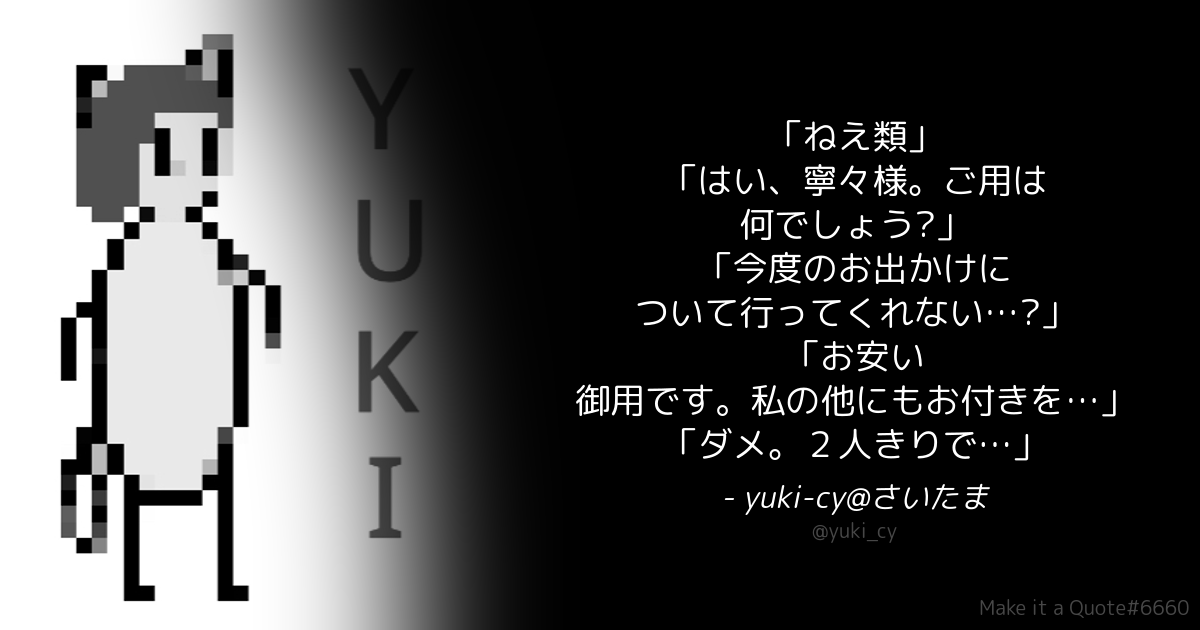 Y
U
K
I
「ねえ類」
「はい、寧々様。ご用は
何でしょう?」
「今度のお出かけに
ついて行ってくれない…?」
「お安い
御用です。私の他にもお付きを…」
「ダメ。２人きりで…」
- yuki-cy@さいたま
@yuki_cy
Make it a Quote#6660